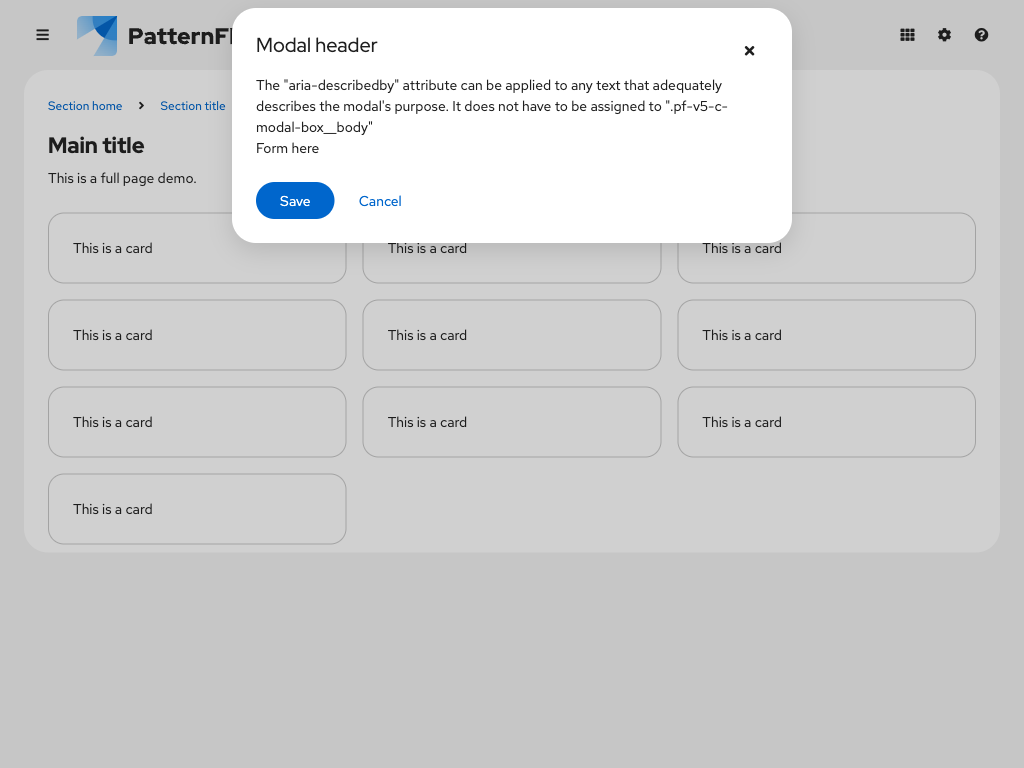 Modal header
The "aria-describedby" attribute can be applied to any text that adequately
describes the modal's purpose. It does not have to be assigned to ".pf-v5-c-
modal-box__body"
Form here
Save Cancel
Section home Section title
Main title
This is a full page demo.
This is a card This is a card This is a card
This is a card This is a card This is a card
This is a card This is a card This is a card
This is a card